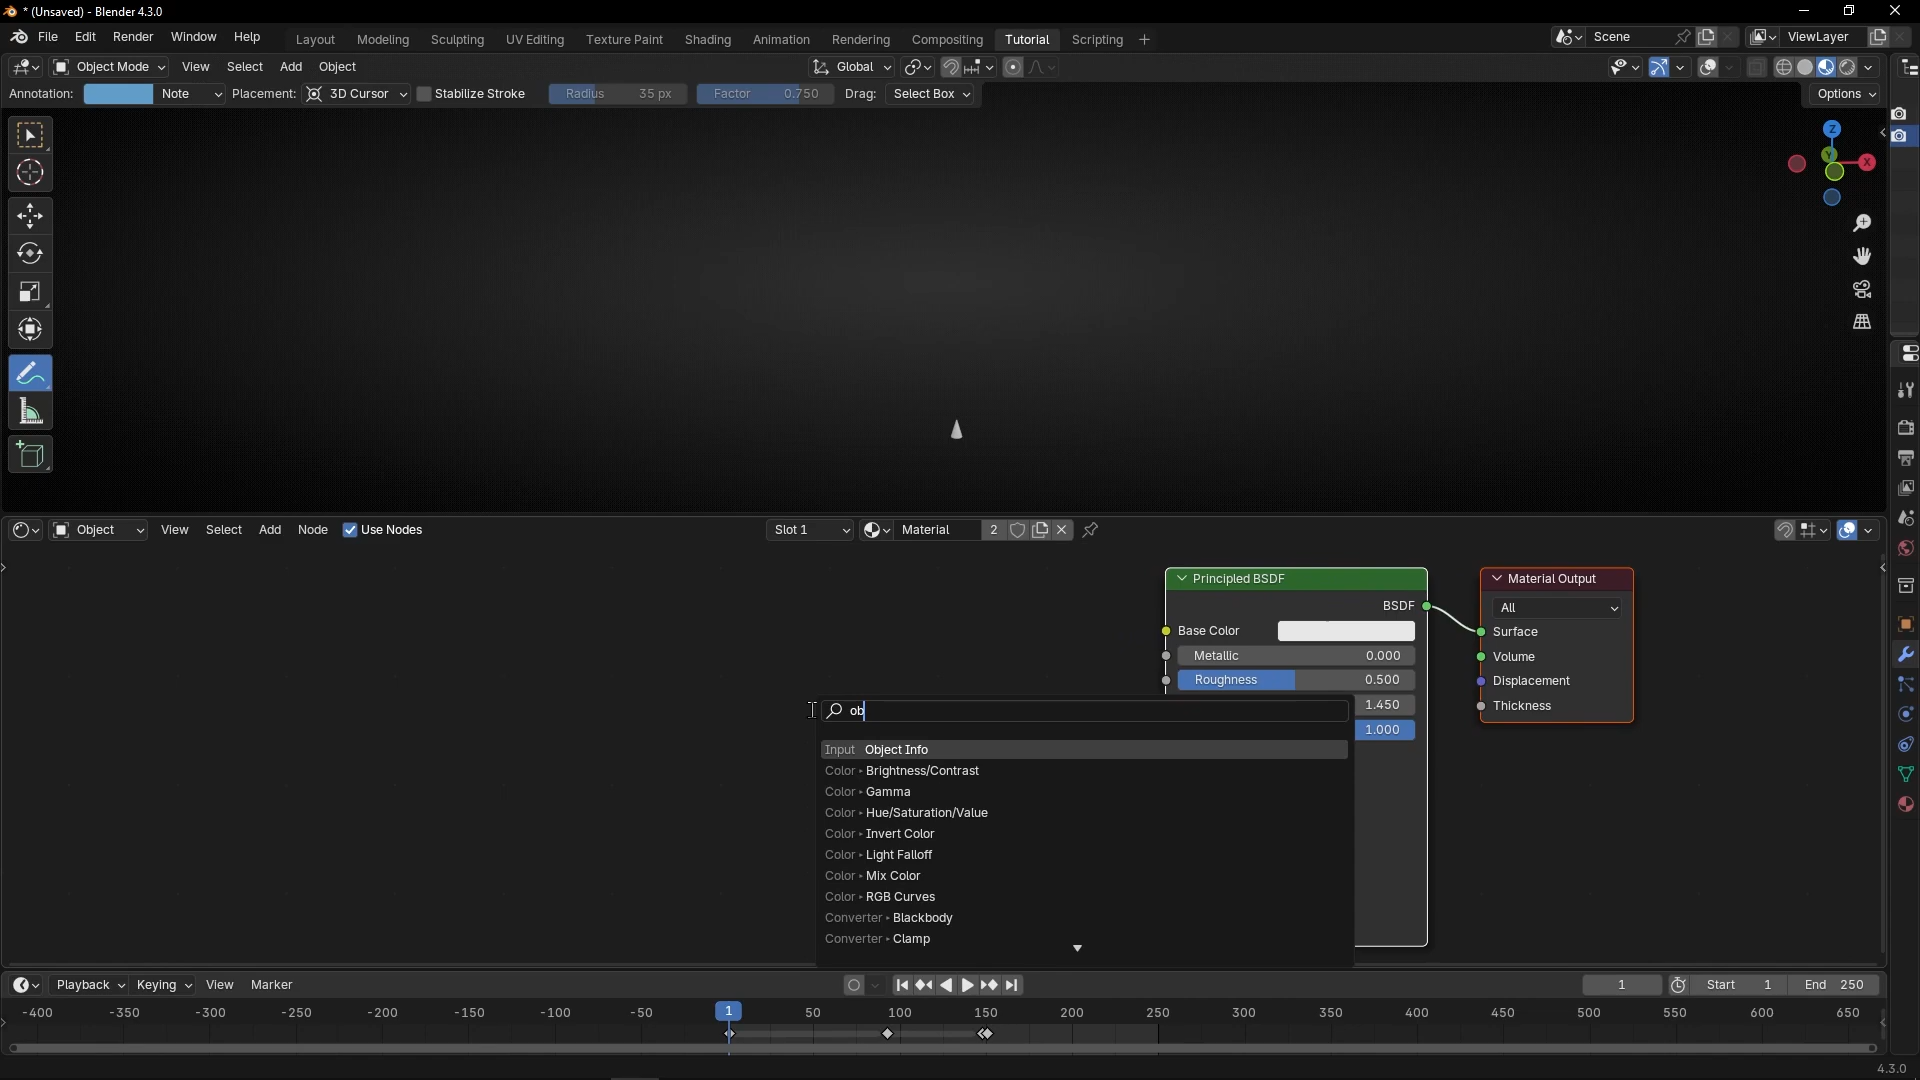 * (Unsaved) - Blender 4.3.0
File Edit Render Window Help Layout Modeling Sculpting UV Editing Texture Paint Shading Animation Rendering Compositing Tutorial Scripting + Scene ViewLayer
Object Mode View Select Add Object Global
Annotation: Note Placement: 3D Cursor Stabilize Stroke Radius 35 px Factor 0.750 Drag: Select Box Options
Z
Y
X
Object View Select Add Node Use Nodes Slot 1 Material 2
Principled BSDF
BSDF
Base Color
Metallic 0.000
Roughness 0.500
1.450
1.000
Material Output
All
Surface
Volume
Displacement
Thickness
ob
Input Object Info
Color Brightness/Contrast
Color Gamma
Color Hue/Saturation/Value
Color Invert Color
Color Light Falloff
Color Mix Color
Color RGB Curves
Converter Blackbody
Converter Clamp
Playback Keying View Marker 1 Start 1 End 250
-400 -350 -300 -250 -200 -150 -100 -50 1 50 100 150 200 250 300 350 400 450 500 550 600 650
4.3.0